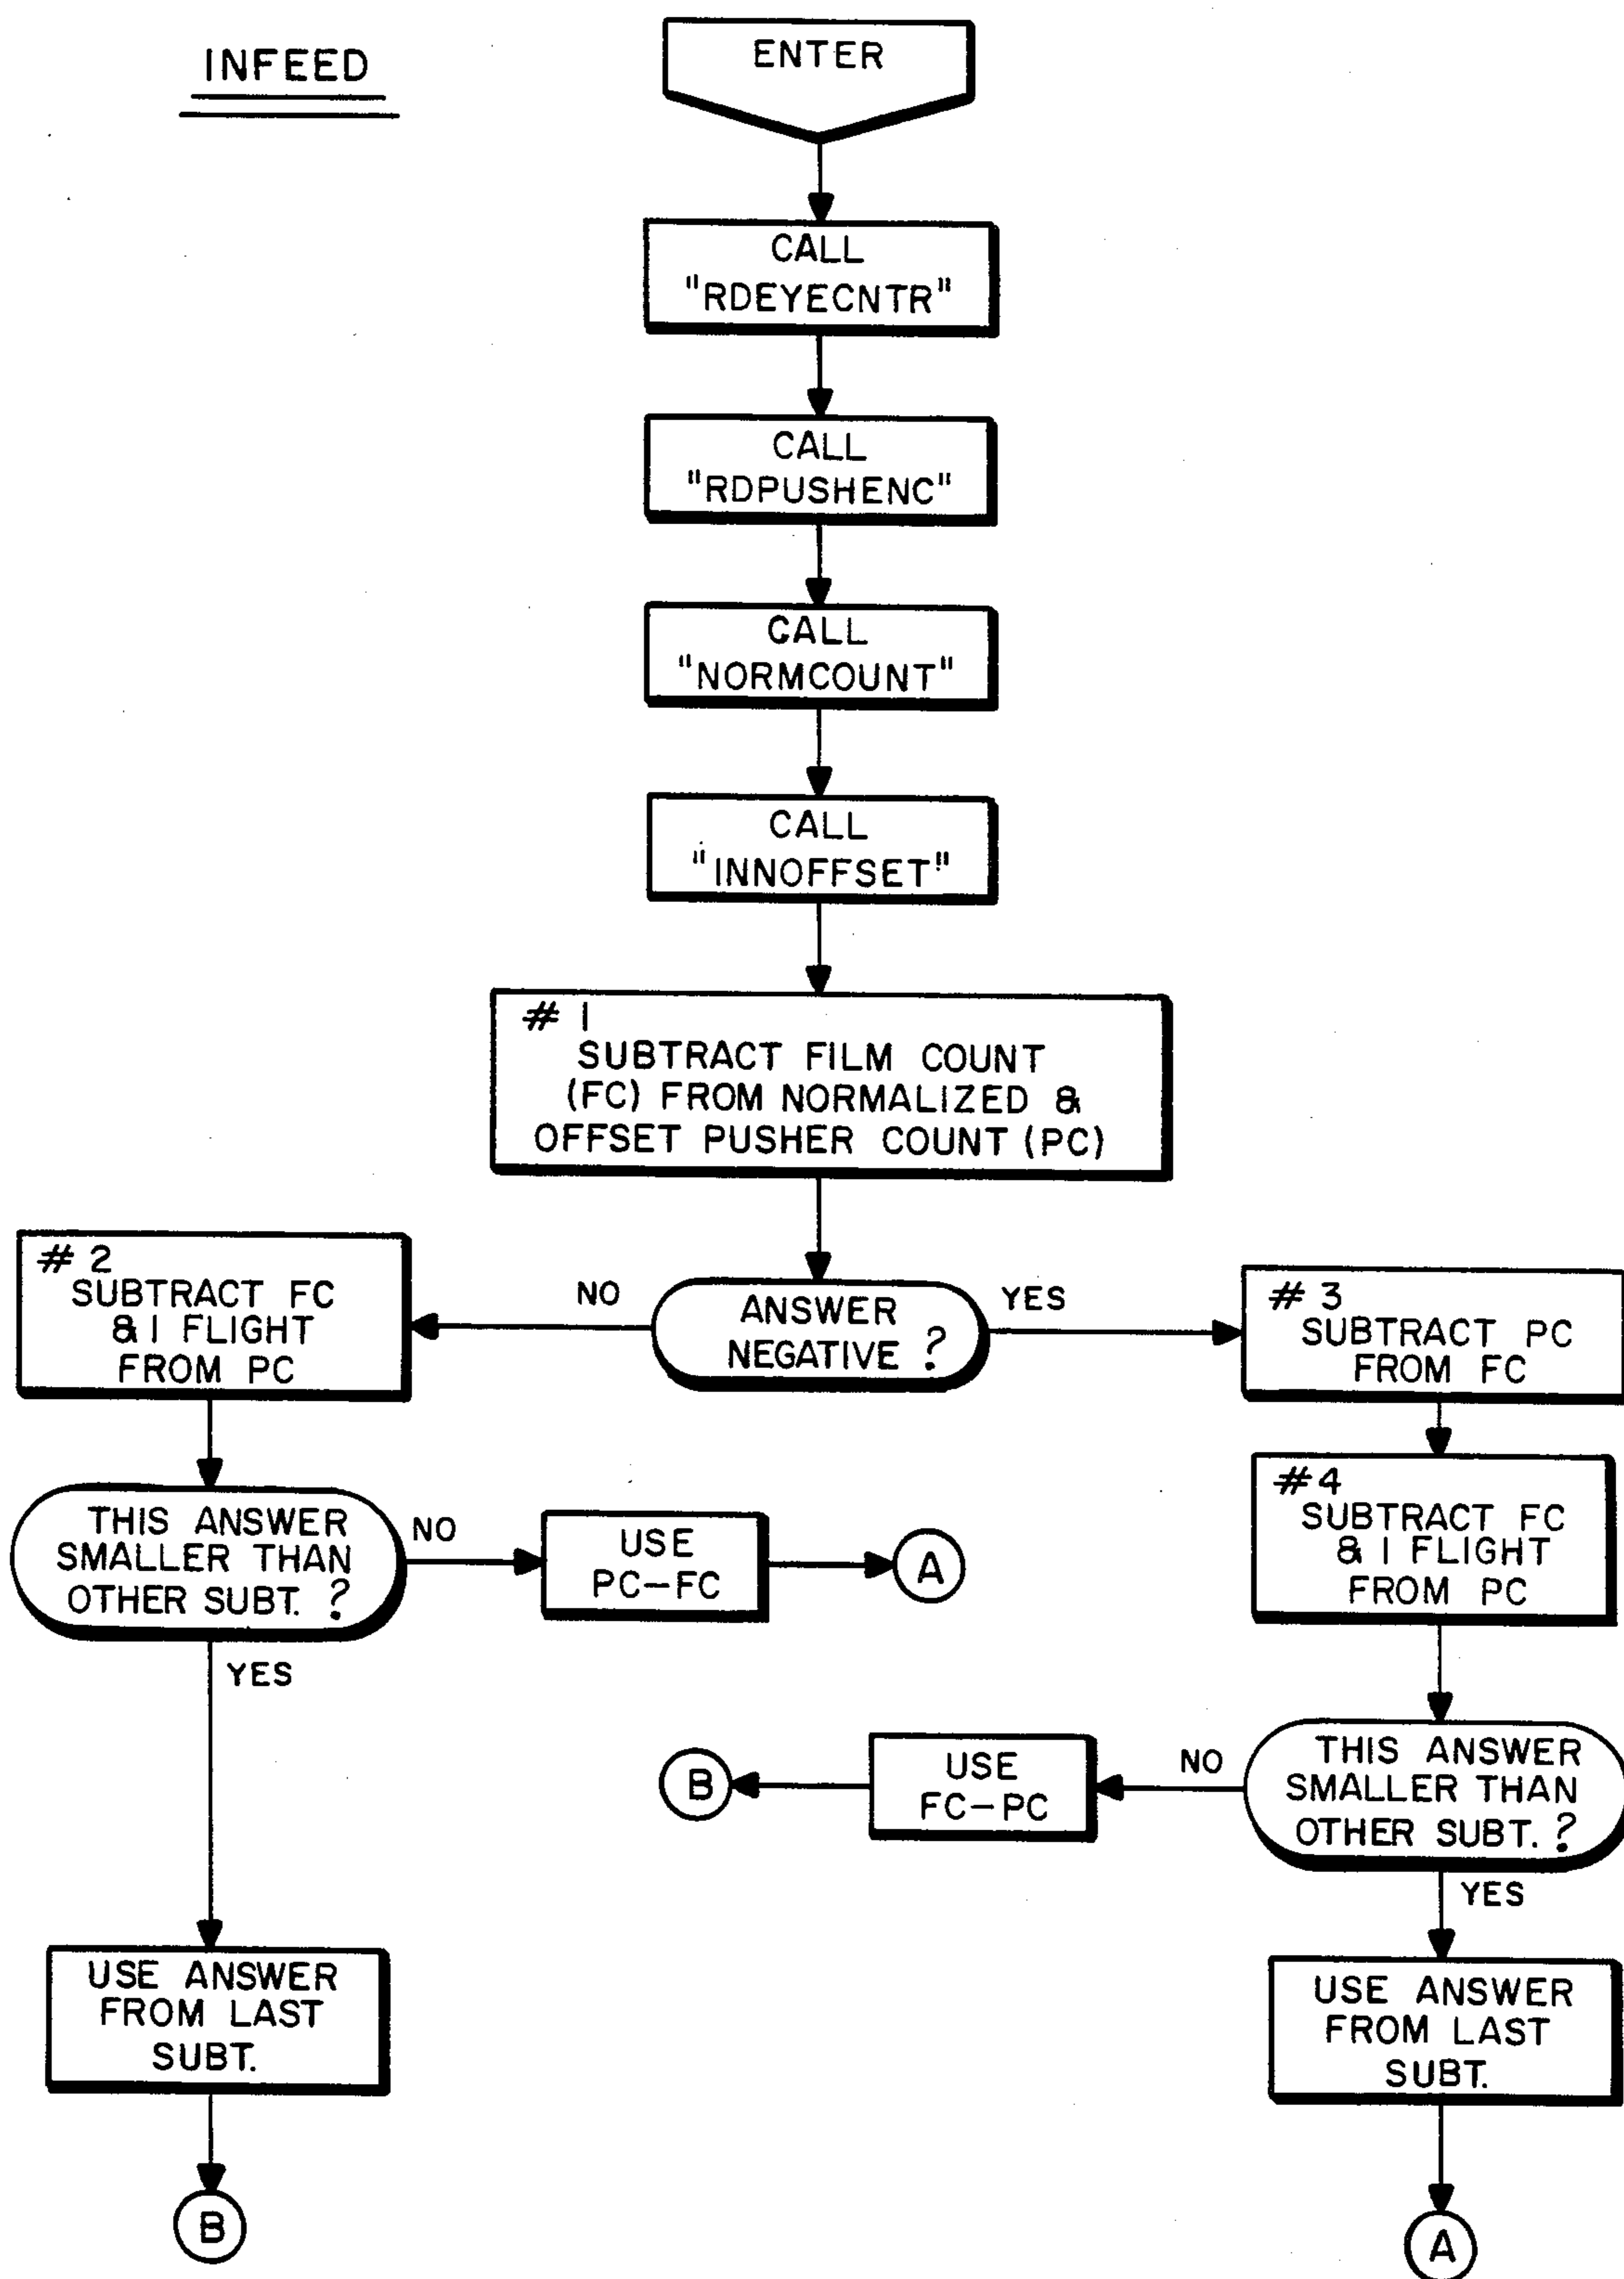 INFEED
ENTER
CALL
"RDEYECNTR"
CALL
"RDPUSHENC"
CALL
"NORMCOUNT"
CALL
"INNOFFSET"
# 1
SUBTRACT FILM COUNT
(FC) FROM NORMALIZED &
OFFSET PUSHER COUNT (PC)
ANSWER
NEGATIVE ?
NO
YES
# 2
SUBTRACT FC
& 1 FLIGHT
FROM PC
# 3
SUBTRACT PC
FROM FC
THIS ANSWER
SMALLER THAN
OTHER SUBT. ?
NO
USE
PC-FC
A
YES
#4
SUBTRACT FC
& 1 FLIGHT
FROM PC
THIS ANSWER
SMALLER THAN
OTHER SUBT. ?
NO
USE
FC-PC
B
YES
USE ANSWER
FROM LAST
SUBT.
B
USE ANSWER
FROM LAST
SUBT.
A